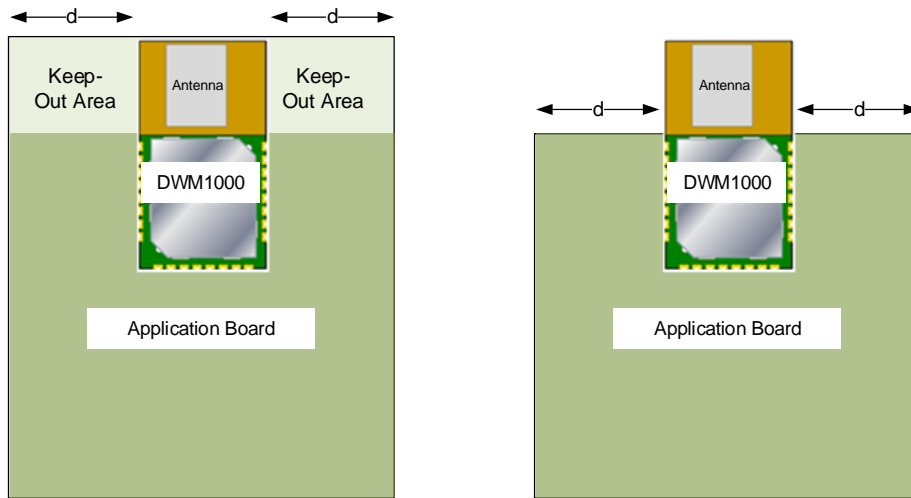 d
d
Keep-
Out Area
Antenna
Keep-
Out Area
DWM1000
Application Board
Antenna
d
d
DWM1000
Application Board